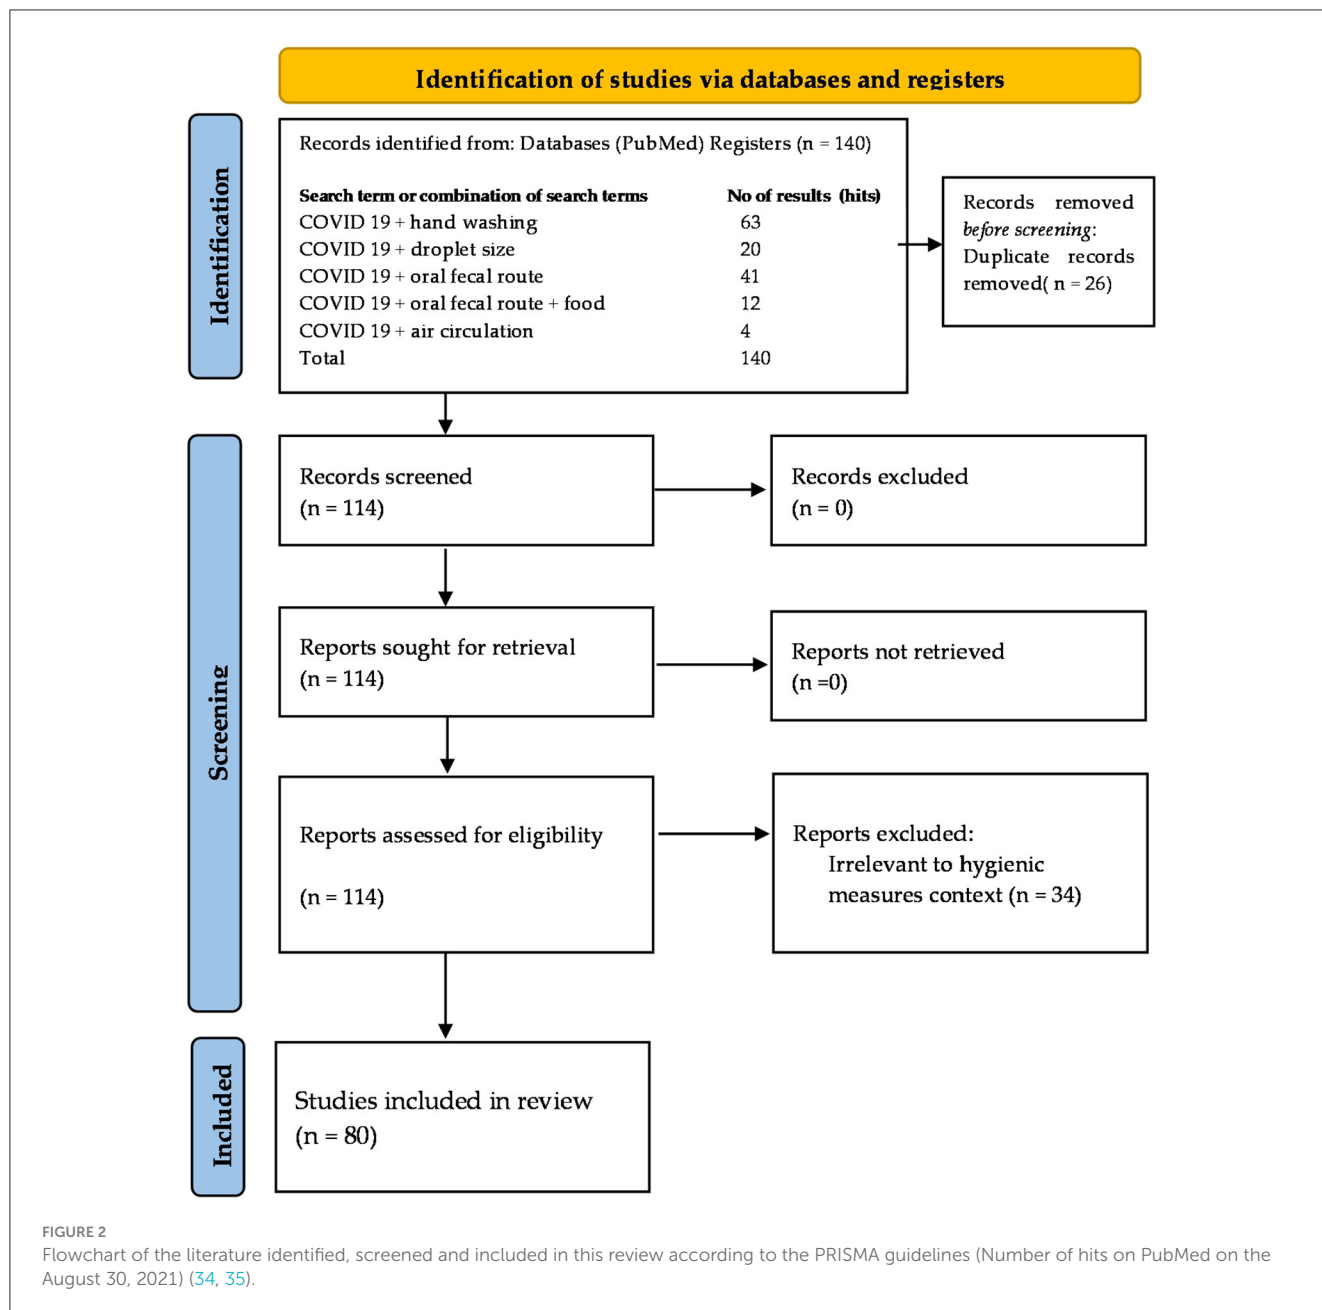 Identification of studies via databases and registers
Identification
Records identified from: Databases (PubMed) Registers (n = 140)
Search term or combination of search terms No of results (hits)
COVID 19 + hand washing 63
COVID 19 + droplet size 20
COVID 19 + oral fecal route 41
COVID 19 + oral fecal route + food 12
COVID 19 + air circulation 4
Total 140
Records removed
before screening:
Duplicate records
removed( n = 26)
Screening
Records screened
(n = 114)
Records excluded
(n = 0)
Reports sought for retrieval
(n = 114)
Reports not retrieved
(n =0)
Reports assessed for eligibility
(n = 114)
Reports excluded:
Irrelevant to hygienic
measures context (n = 34)
Included
Studies included in review
(n = 80)
FIGURE 2
Flowchart of the literature identified, screened and included in this review according to the PRISMA guidelines (Number of hits on PubMed on the
August 30, 2021) (34, 35).